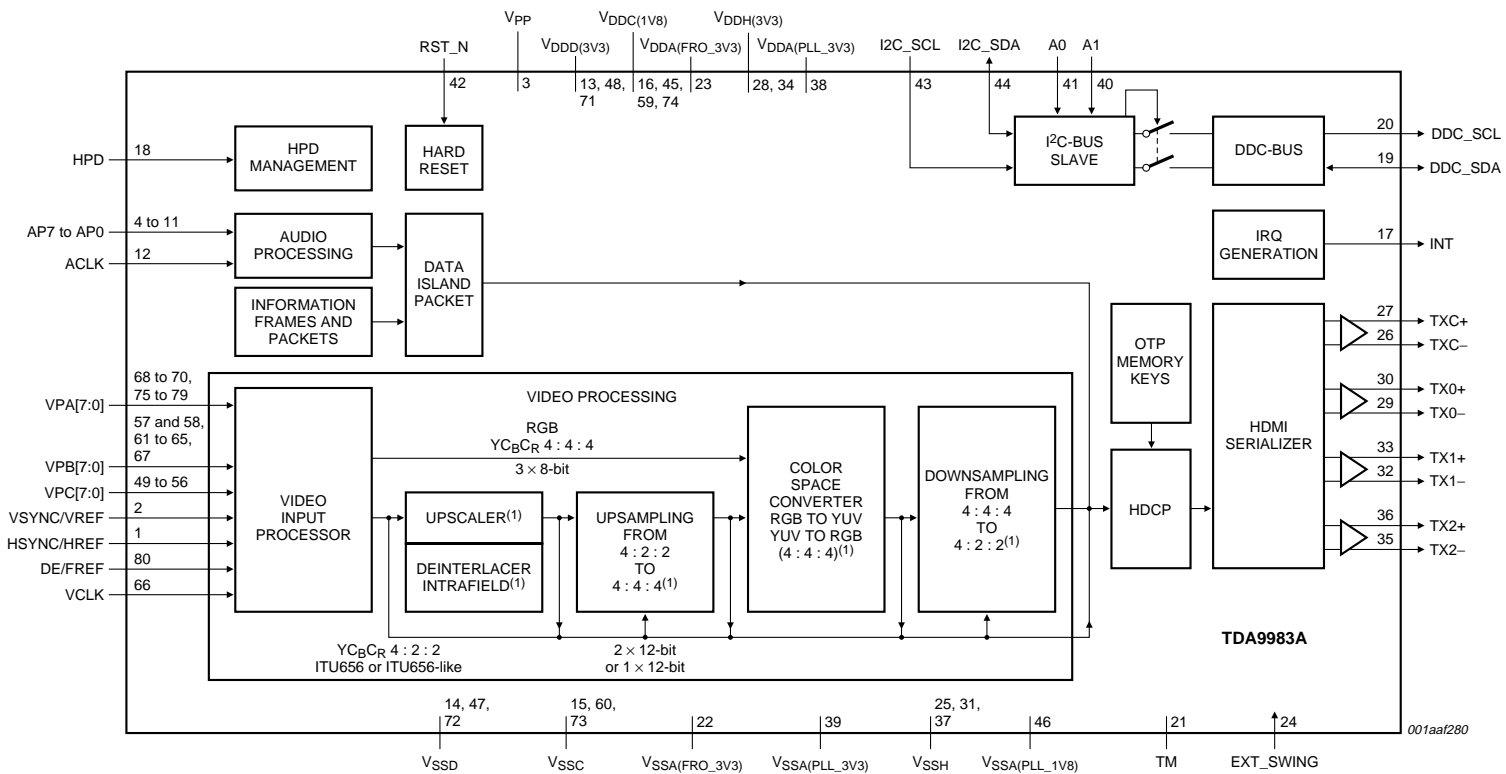 VPP
VDDC(1V8)
VDDH(3V3)
RST_N
VDDD(3V3)
VDDA(FRO_3V3)
VDDA(PLL_3V3)
I2C_SCL
I2C_SDA
A0
A1
42
3
13, 48,
71
16, 45,
59, 74
23
28, 34
38
43
44
41
40
HPD
18
HPD
MANAGEMENT
HARD
RESET
I2C-BUS
SLAVE
DDC-BUS
20
DDC_SCL
19
DDC_SDA
AP7 to AP0
4 to 11
ACLK
12
AUDIO
PROCESSING
DATA
ISLAND
PACKET
INFORMATION
FRAMES AND
PACKETS
IRQ
GENERATION
17
INT
OTP
MEMORY
KEYS
HDMI
SERIALIZER
27
TXC+
26
TXC−
30
TX0+
29
TX0−
33
TX1+
32
TX1−
36
TX2+
35
TX2−
HDCP
68 to 70,
75 to 79
VPA[7:0]
57 and 58,
61 to 65,
67
VPB[7:0]
VPC[7:0]
49 to 56
VSYNC/VREF
2
HSYNC/HREF
1
DE/FREF
80
VCLK
66
VIDEO PROCESSING
VIDEO
INPUT
PROCESSOR
RGB
YCBCR 4 : 4 : 4
3 × 8-bit
UPSCALER(1)
DEINTERLACER
INTRAFIELD(1)
UPSAMPLING
FROM
4 : 2 : 2
TO
4 : 4 : 4(1)
COLOR
SPACE
CONVERTER
RGB TO YUV
YUV TO RGB
(4 : 4 : 4)(1)
DOWNSAMPLING
FROM
4 : 4 : 4
TO
4 : 2 : 2(1)
YCBCR 4 : 2 : 2
ITU656 or ITU656-like
2 × 12-bit
or 1 × 12-bit
TDA9983A
14, 47,
72
15, 60,
73
22
39
25, 31,
37
46
21
24
VSSD
VSSC
VSSA(FRO_3V3)
VSSA(PLL_3V3)
VSSH
VSSA(PLL_1V8)
TM
EXT_SWING
001aaf280